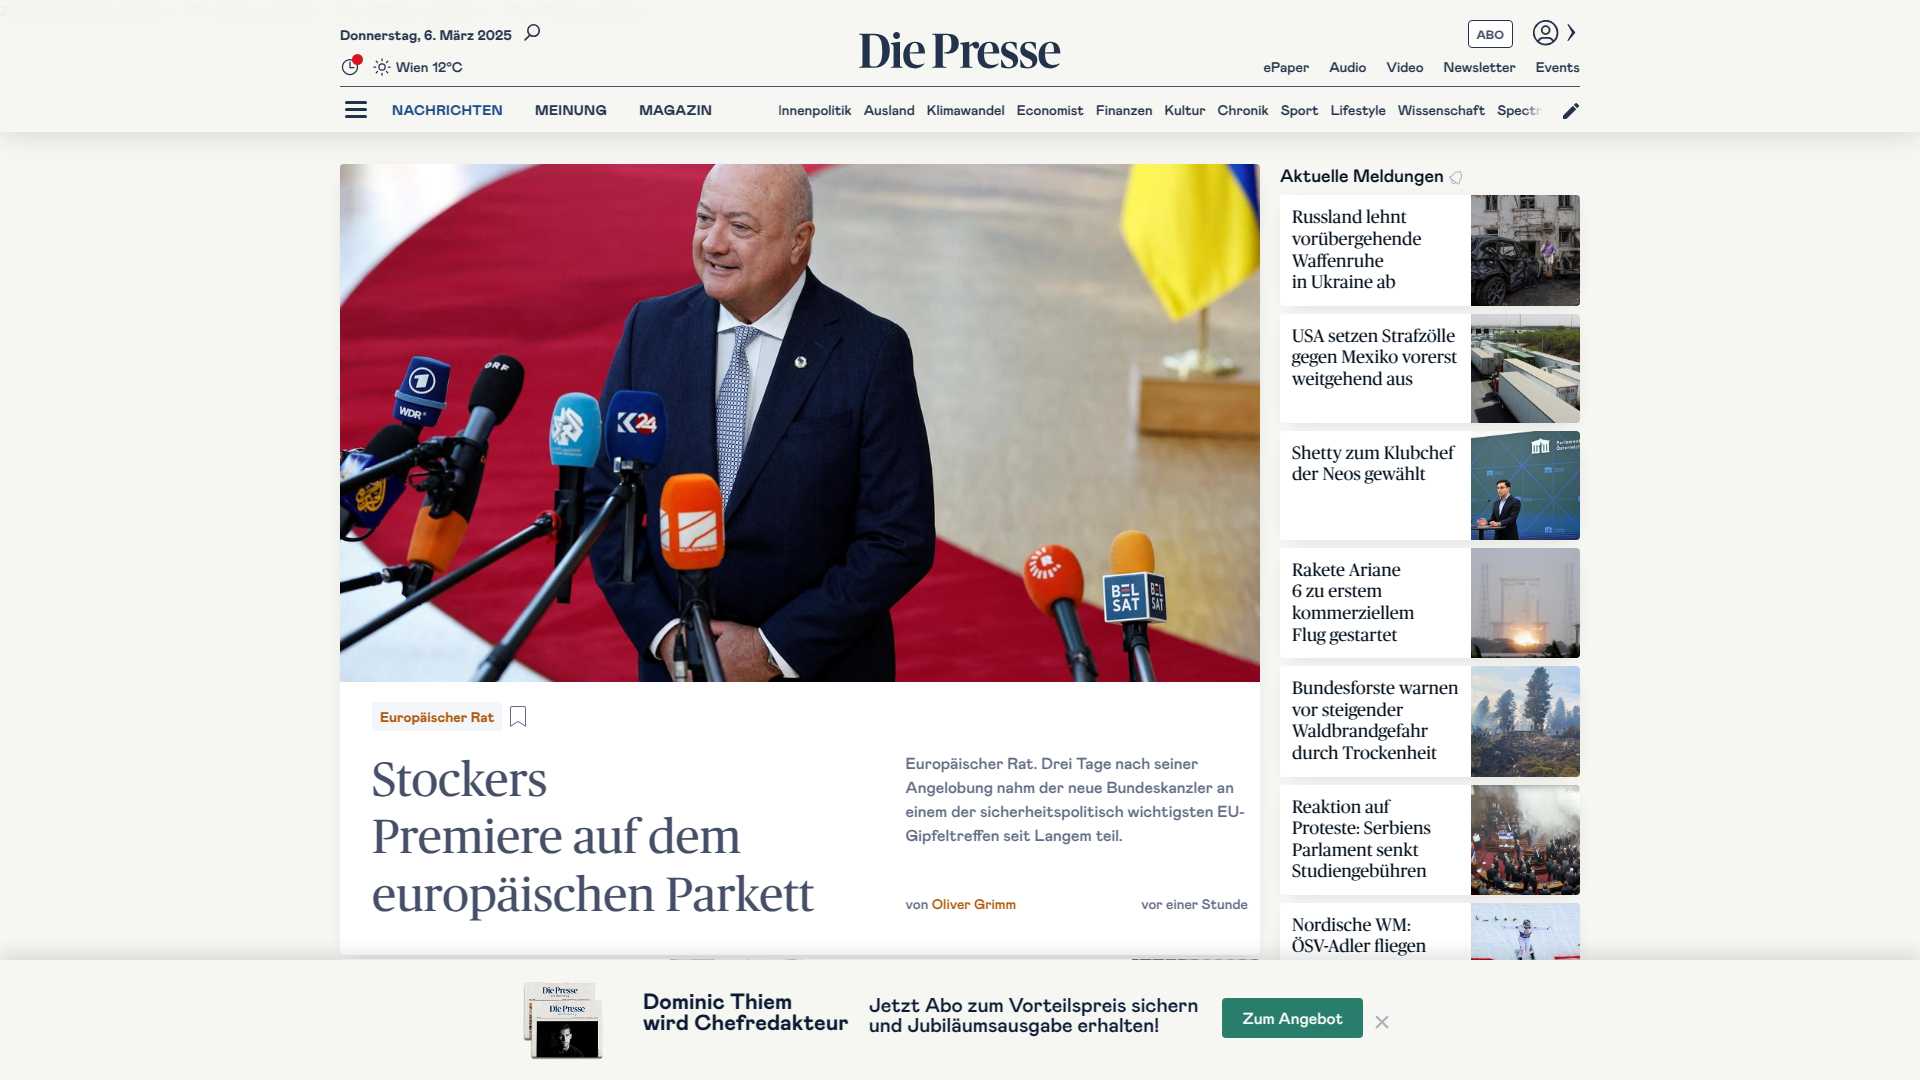 Donnerstag, 6. März 2025
Wien 12°C
Die Presse
ABO
ePaper Audio Video Newsletter Events
NACHRICHTEN MEINUNG MAGAZIN
Innenpolitik Ausland Klimawandel Economist Finanzen Kultur Chronik Sport Lifestyle Wissenschaft Spectr
WDR
ORF
K24
BEL
SAT
BEL
SAT
Europäischer Rat
Stockers
Premiere auf dem
europäischen Parkett
Europäischer Rat. Drei Tage nach seiner
Angelobung nahm der neue Bundeskanzler an
einem der sicherheitspolitisch wichtigsten EU-
Gipfeltreffen seit Langem teil.
von Oliver Grimm
vor einer Stunde
Aktuelle Meldungen
Russland lehnt
vorübergehende
Waffenruhe
in Ukraine ab
USA setzen Strafzölle
gegen Mexiko vorerst
weitgehend aus
Shetty zum Klubchef
der Neos gewählt
Rakete Ariane
6 zu erstem
kommerziellem
Flug gestartet
Bundesforste warnen
vor steigender
Waldbrandgefahr
durch Trockenheit
Reaktion auf
Proteste: Serbiens
Parlament senkt
Studiengebühren
Nordische WM:
ÖSV-Adler fliegen
Die Presse
Die Presse
Dominic Thiem
wird Chefredakteur
Jetzt Abo zum Vorteilspreis sichern
und Jubiläumsausgabe erhalten!
Zum Angebot